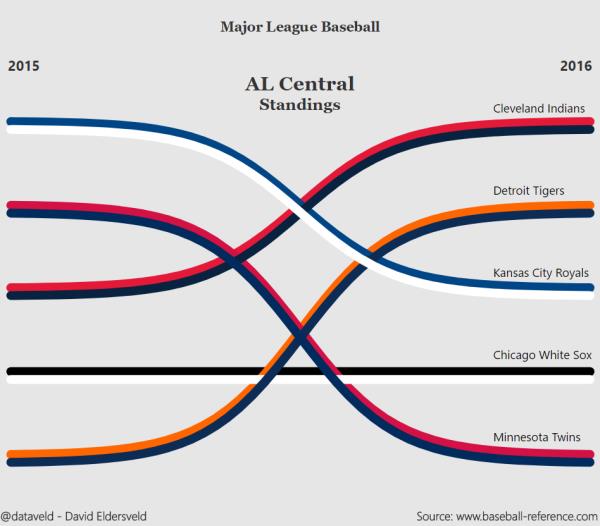 Major League Baseball
2015
2016
AL Central
Standings
Cleveland Indians
Detroit Tigers
Kansas City Royals
Chicago White Sox
Minnesota Twins
@dataveld - David Eldersveld
Source: www.baseball-reference.com